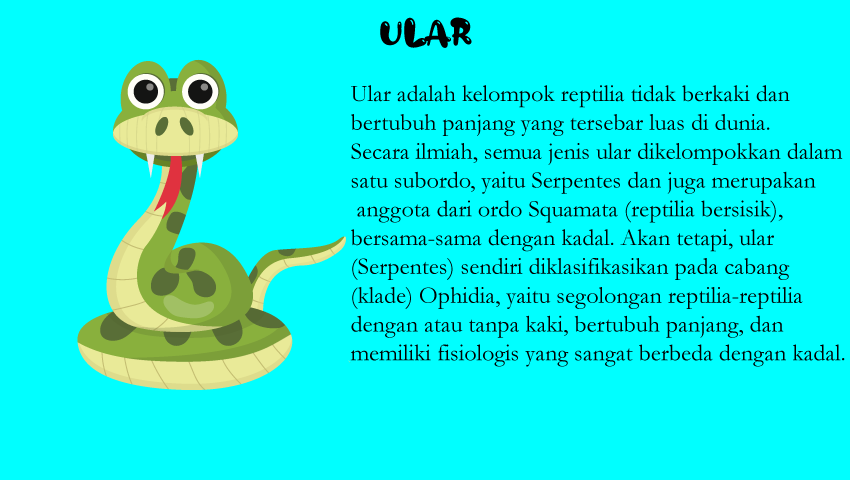 ULAR
Ular adalah kelompok reptilia tidak berkaki dan
bertubuh panjang yang tersebar luas di dunia.
Secara ilmiah, semua jenis ular dikelompokkan dalam
satu subordo, yaitu Serpentes dan juga merupakan
anggota dari ordo Squamata (reptilia bersisik),
bersama-sama dengan kadal. Akan tetapi, ular
(Serpentes) sendiri diklasifikasikan pada cabang
(klade) Ophidia, yaitu segolongan reptilia-reptilia
dengan atau tanpa kaki, bertubuh panjang, dan
memiliki fisiologis yang sangat berbeda dengan kadal.